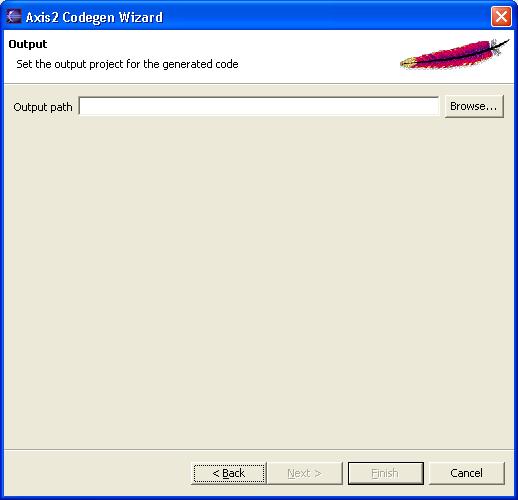 Axis2 Codegen Wizard
Output
Set the output project for the generated code
Output path
Browse...
< Back
Next >
Finish
Cancel